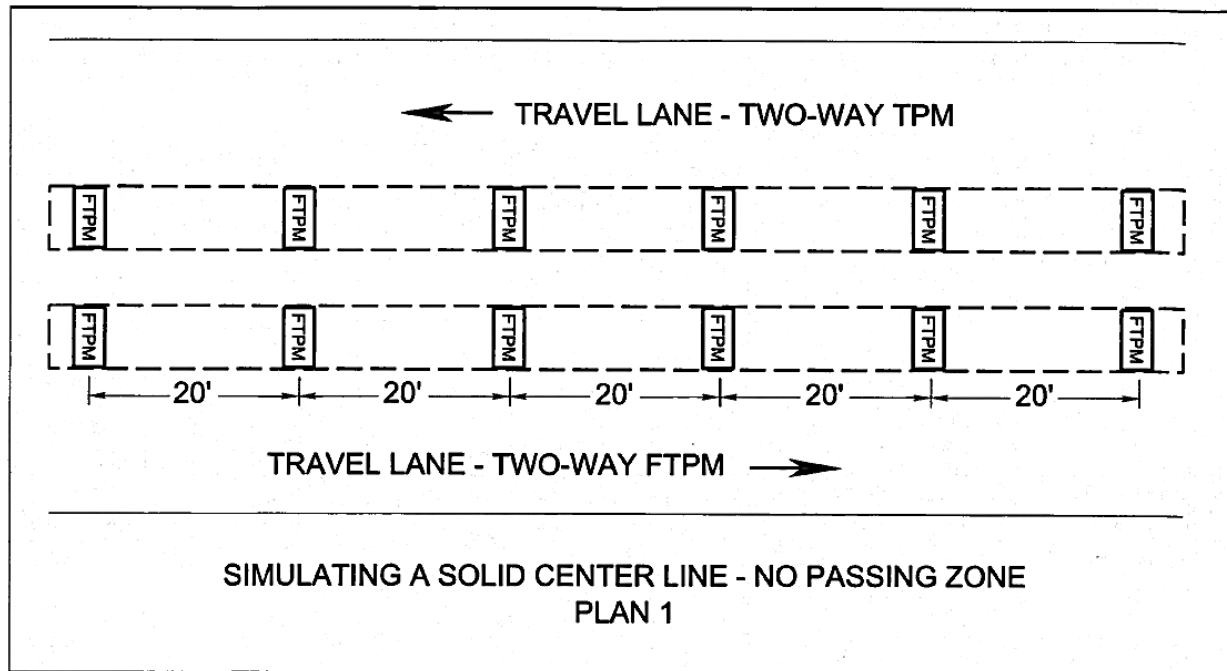 TRAVEL LANE - TWO-WAY TPM
FTPM FTPM FTPM FTPM FTPM FTPM
FTPM FTPM FTPM FTPM FTPM FTPM
20' 20' 20' 20' 20'
TRAVEL LANE - TWO-WAY FTPM
SIMULATING A SOLID CENTER LINE - NO PASSING ZONE
PLAN 1